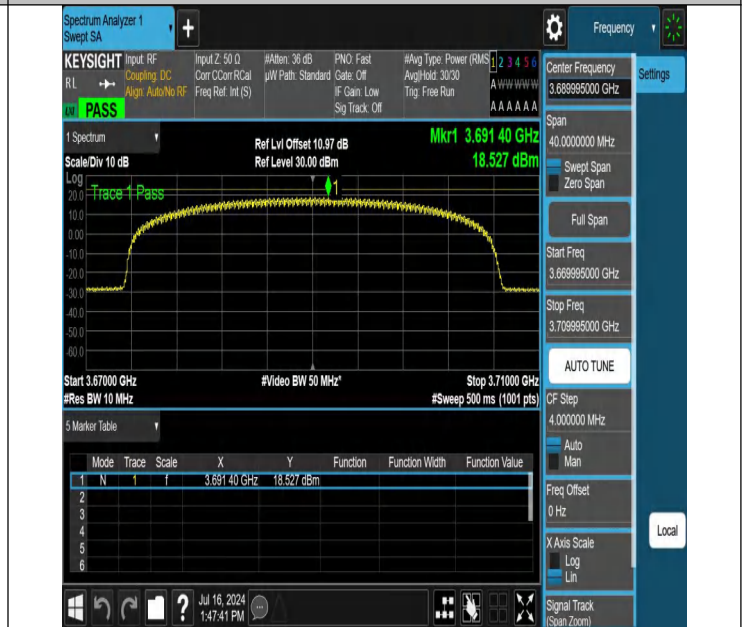 Spectrum Analyzer 1
Swept SA
+
Frequency
KEYSIGHT
RL
PASS
Input: RF
Coupling: DC
Align: Auto/No RF
Input Z: 50 Ω
Corr CCorr RCal
Freq Ref: Int (S)
#Atten: 36 dB
µW Path: Standard
PNO: Fast
Gate: Off
IF Gain: Low
Sig Track: Off
#Avg Type: Power (RMS
Avg|Hold: 30/30
Trig: Free Run
1 2 3 4 5 6
A W W W W W
A A A A A A
1 Spectrum
Scale/Div 10 dB
Ref Lvl Offset 10.97 dB
Ref Level 30.00 dBm
Mkr1 3.691 40 GHz
18.527 dBm
Log
Trace 1 Pass
1
20.0
10.0
0.00
-10.0
-20.0
-30.0
-40.0
-50.0
-60.0
Start 3.67000 GHz
#Video BW 50 MHz*
Stop 3.71000 GHz
#Res BW 10 MHz
#Sweep 500 ms (1001 pts)
5 Marker Table
Mode Trace Scale X Y Function Function Width Function Value
1 N 1 f 3.691 40 GHz 18.527 dBm
2
3
4
5
6
?
Jul 16, 2024
1:47:41 PM
Center Frequency
3.689995000 GHz
Settings
Span
40.0000000 MHz
Swept Span
Zero Span
Full Span
Start Freq
3.669995000 GHz
Stop Freq
3.709995000 GHz
AUTO TUNE
CF Step
4.000000 MHz
Auto
Man
Freq Offset
0 Hz
Local
X Axis Scale
Log
Lin
Signal Track
(Span Zoom)